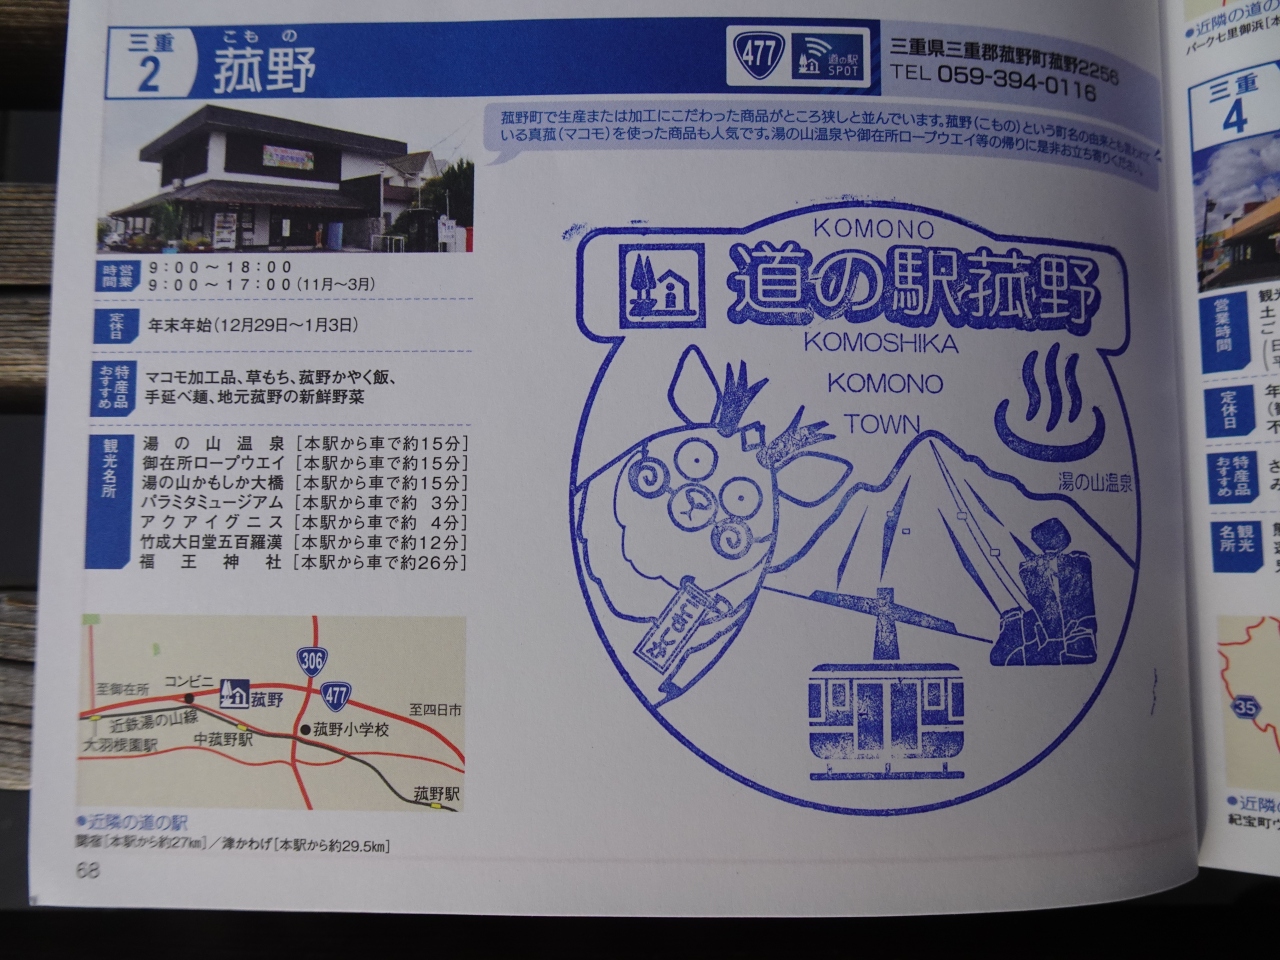 三重
2
こもの
菰野
477
道の駅
SPOT
三重県三重郡菰野町菰野2256
TEL 059-394-0116
菰野町で生産または加工にこだわった商品がところ狭しと並んでいます。菰野(こもの)という町名の由来とも言われて
いる真菰(マコモ)を使った商品も人気です。湯の山温泉や御在所ロープウエイ等の帰りに是非お立ち寄りください。
営業時間
9:00～18:00
9:00～17:00(11月～3月)
定休日
年末年始(12月29日～1月3日)
特産品おすすめ
マコモ加工品、草もち、菰野かやく飯、
手延べ麺、地元菰野の新鮮野菜
観光名所
湯の山温泉 [本駅から車で約15分]
御在所ロープウエイ [本駅から車で約15分]
湯の山かもしか大橋 [本駅から車で約15分]
パラミタミュージアム [本駅から車で約 3分]
アクアイグニス [本駅から車で約 4分]
竹成大日堂五百羅漢 [本駅から車で約12分]
福王神社 [本駅から車で約26分]
KOMONO
道の駅菰野
KOMOSHIKA
KOMONO
TOWN
湯の山温泉
306
477
至御在所
コンビニ
菰野
至四日市
近鉄湯の山線
菰野小学校
大羽根園駅
中菰野駅
菰野駅
●近隣の道の駅
関宿[本駅から約27km]／津かわげ[本駅から約29.5km]
68
●近隣の道の
パーク七里御浜[本
三重
4
営業時間
観光
土
定休日
年
特産品おすすめ
観光名所
35
●近隣
紀宝町ウ